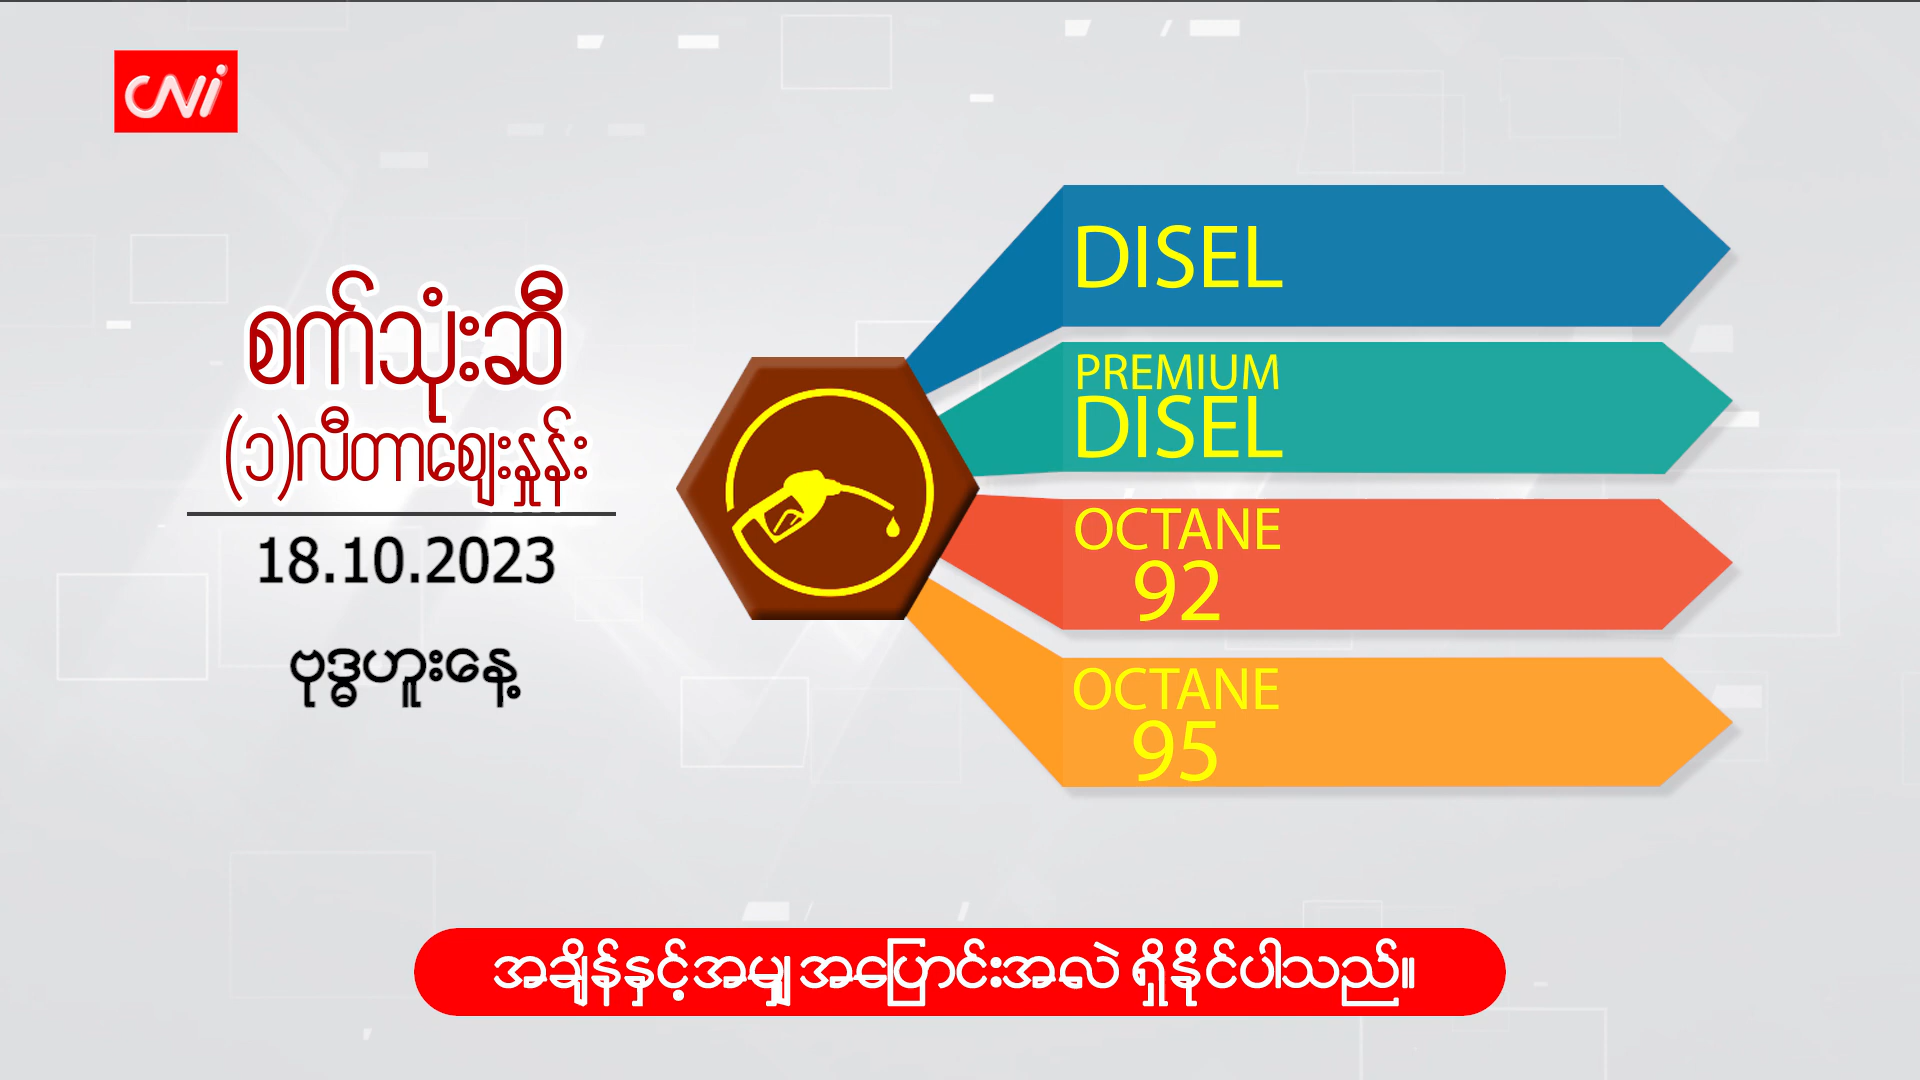 CNi
စက်သုံးဆီ
(၁)လီတာဈေးနှုန်း
18.10.2023
ဗုဒ္ဓဟူးနေ့
DISEL
PREMIUM
DISEL
OCTANE
92
OCTANE
95
အချိန်နှင့်အမျှ အပြောင်းအလဲ ရှိနိုင်ပါသည်။